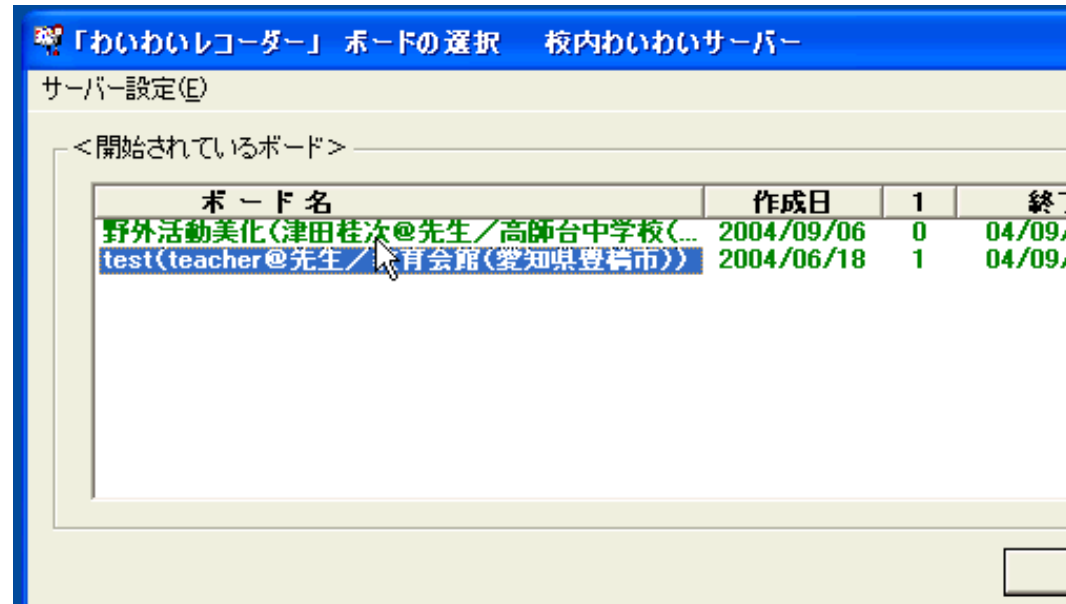 「わいわいレコーダー」 ボードの選択　校内わいわいサーバー
サーバー設定(E)
<開始されているボード>
ボード名 作成日 1 終
野外活動美化(津田桂次@先生／高師台中学校(... 2004/09/06 0 04/09/
test(teacher@先生／ 育会館(愛知県豊橋市)) 2004/06/18 1 04/09/